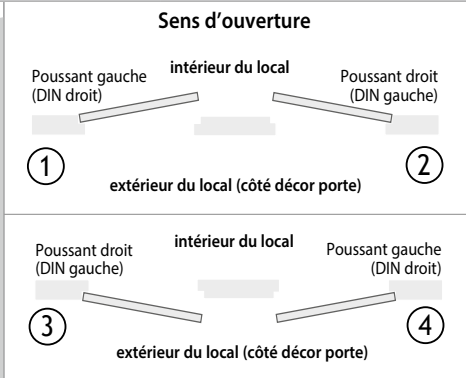 Sens d'ouverture
intérieur du local
Poussant gauche
(DIN droit)
Poussant droit
(DIN gauche)
1
2
extérieur du local (côté décor porte)
intérieur du local
Poussant droit
(DIN gauche)
Poussant gauche
(DIN droit)
3
4
extérieur du local (côté décor porte)